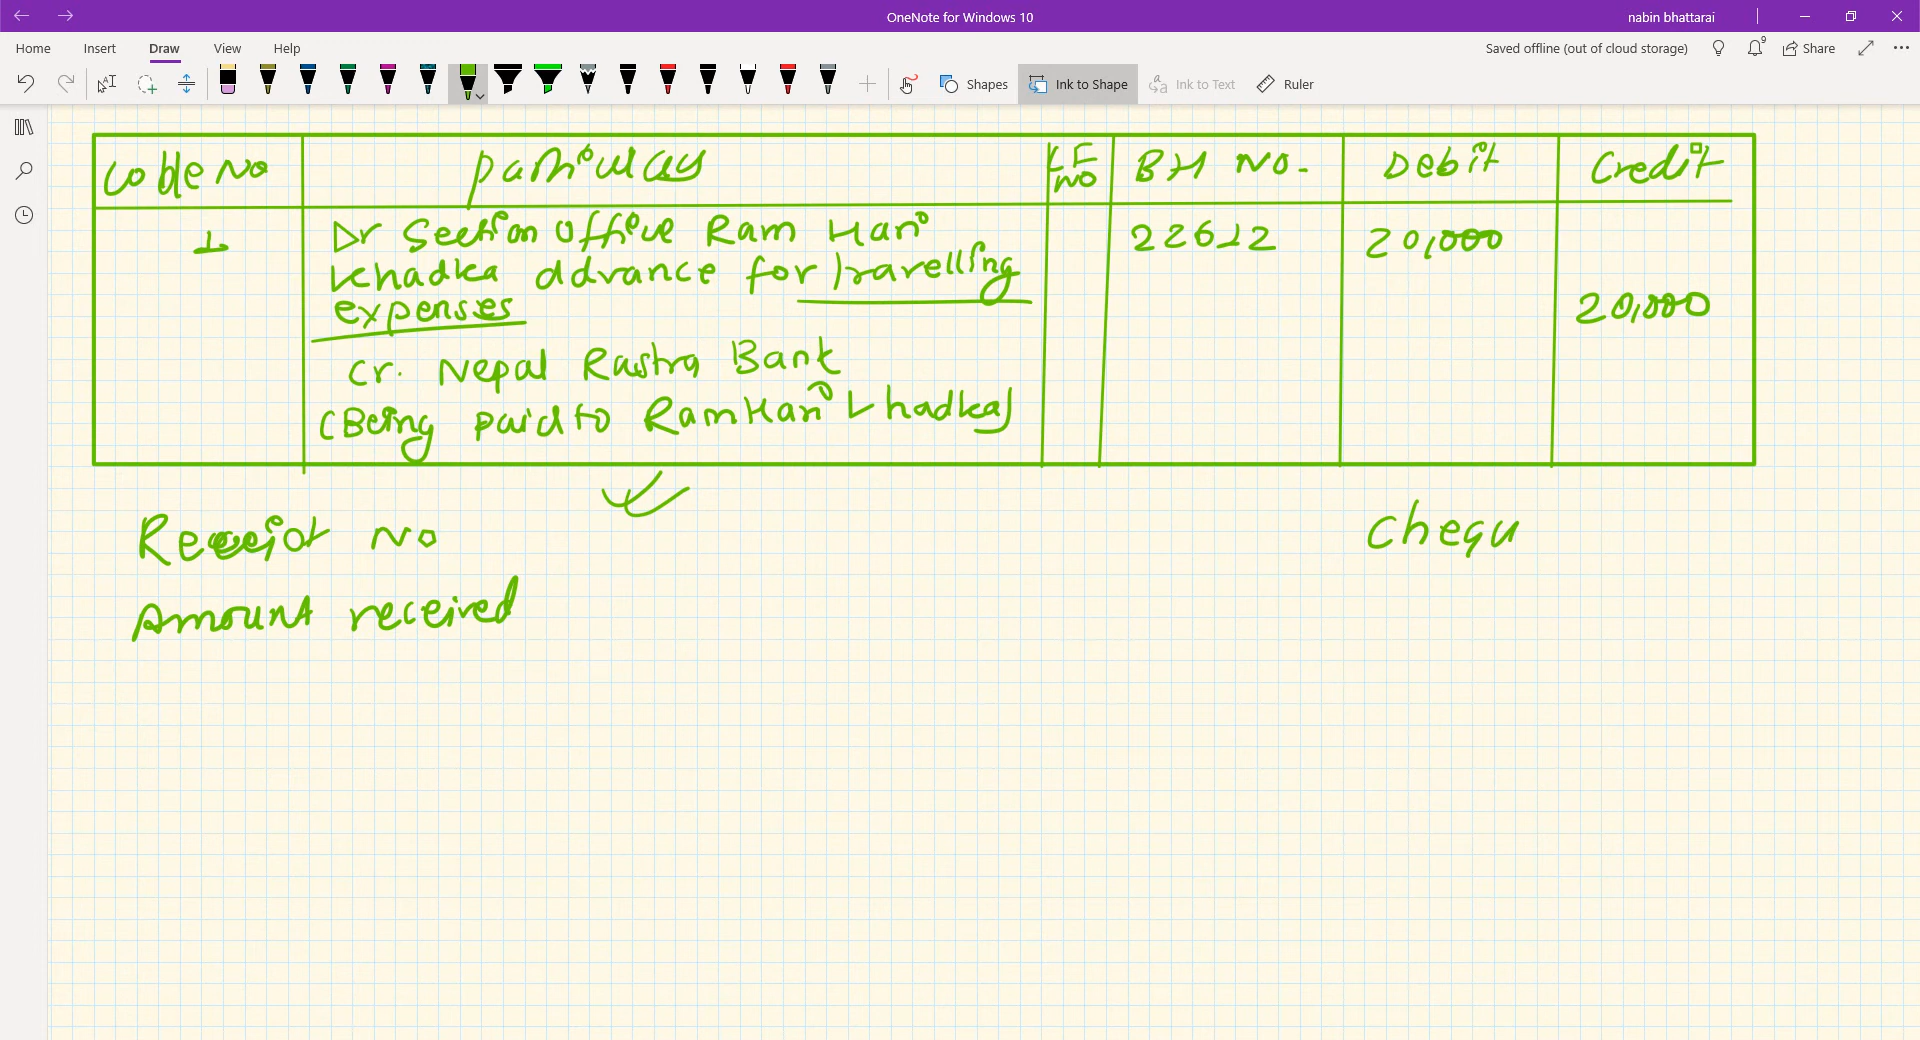 OneNote for Windows 10
nabin bhattarai
Home Insert Draw View Help
Saved offline (out of cloud storage)
9
Share
Shapes
Ink to Shape
Ink to Text
Ruler
Code No
Particulars
LF
NO
BH No.
Debit
Credit
1
Dr Section Office Ram Hari
Khadka advance for travelling
expenses
22612
20,000
20,000
Cr. Nepal Rastra Bank
(Being paid to Ram Hari Khadka)
Receipt No
Chequ
Amount received